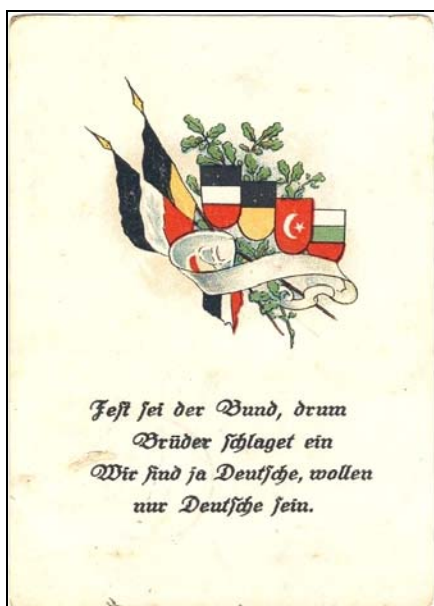 Fest sei der Bund, drum
Brüder schlaget ein
Wir sind ja Deutsche, wollen
nur Deutsche sein.